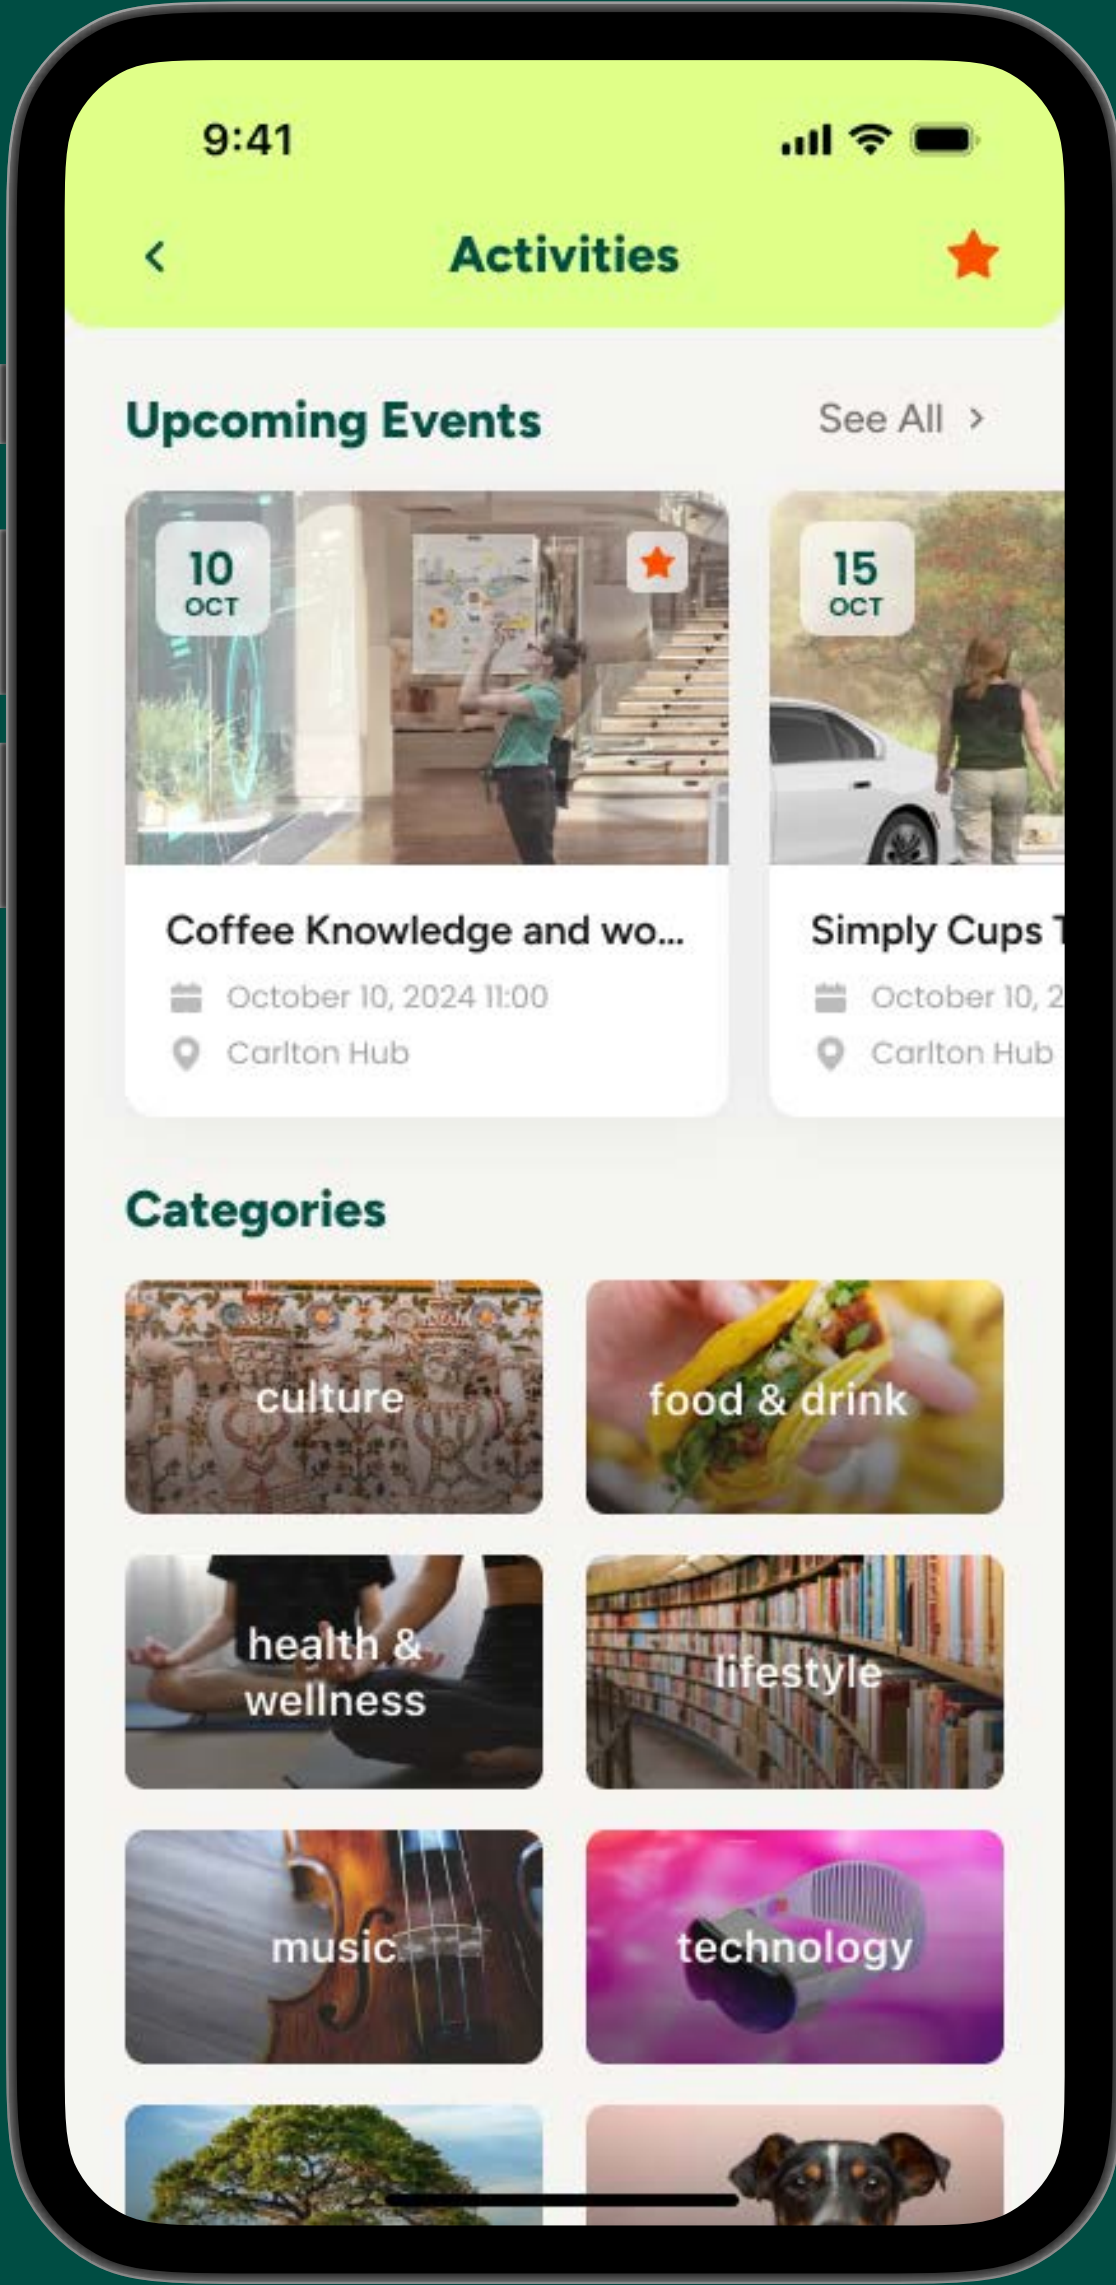 9:41
Activities
Upcoming Events
See All
10
OCT
15
OCT
Coffee Knowledge and wo...
October 10, 2024 11:00
Carlton Hub
Simply Cups
October 10, 2
Carlton Hub
Categories
culture
food & drink
health &
wellness
lifestyle
music
technology